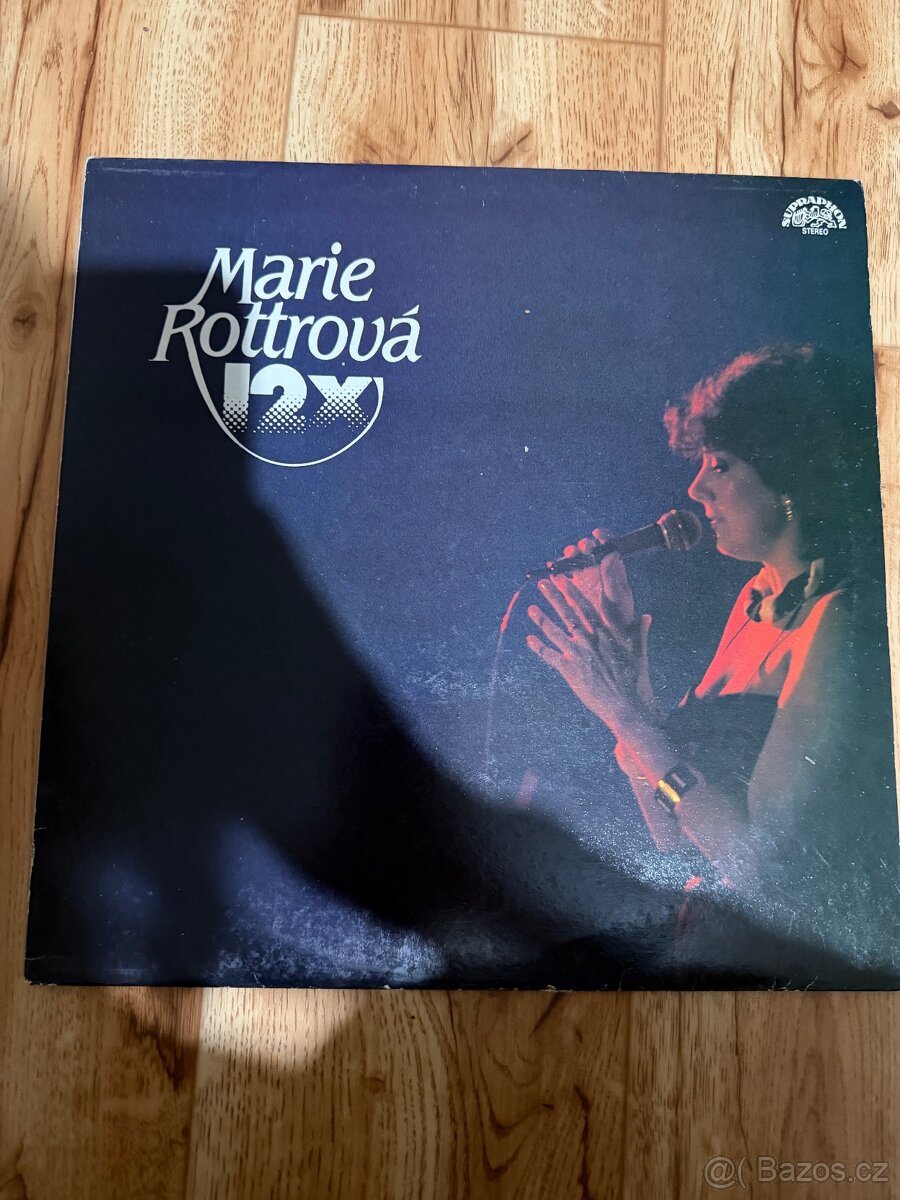 SUPRAPHON
STEREO
Marie
Rottrová
12x
@( Bazos.cz